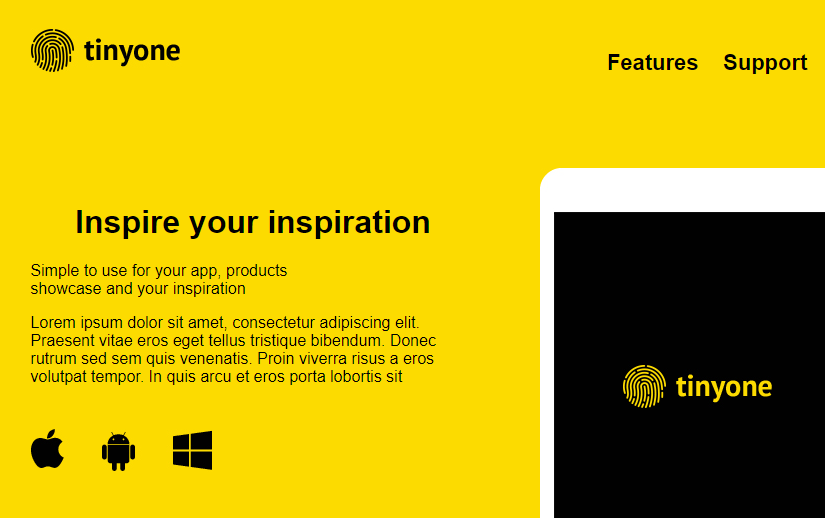 tinyone
Features Support
Inspire your inspiration
Simple to use for your app, products
showcase and your inspiration
Lorem ipsum dolor sit amet, consectetur adipiscing elit.
Praesent vitae eros eget tellus tristique bibendum. Donec
rutrum sed sem quis venenatis. Proin viverra risus a eros
volutpat tempor. In quis arcu et eros porta lobortis sit
tinyone